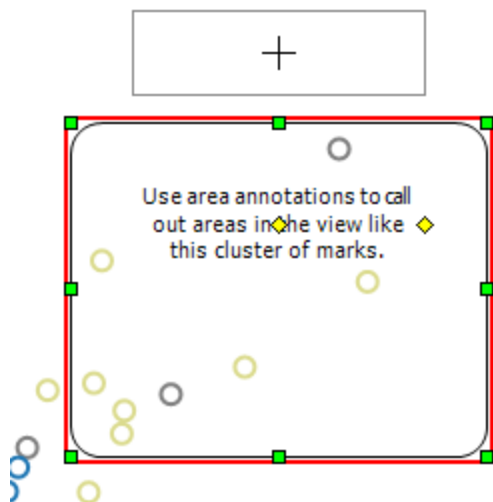 Use area annotations to call
out areas in the view like
this cluster of marks.